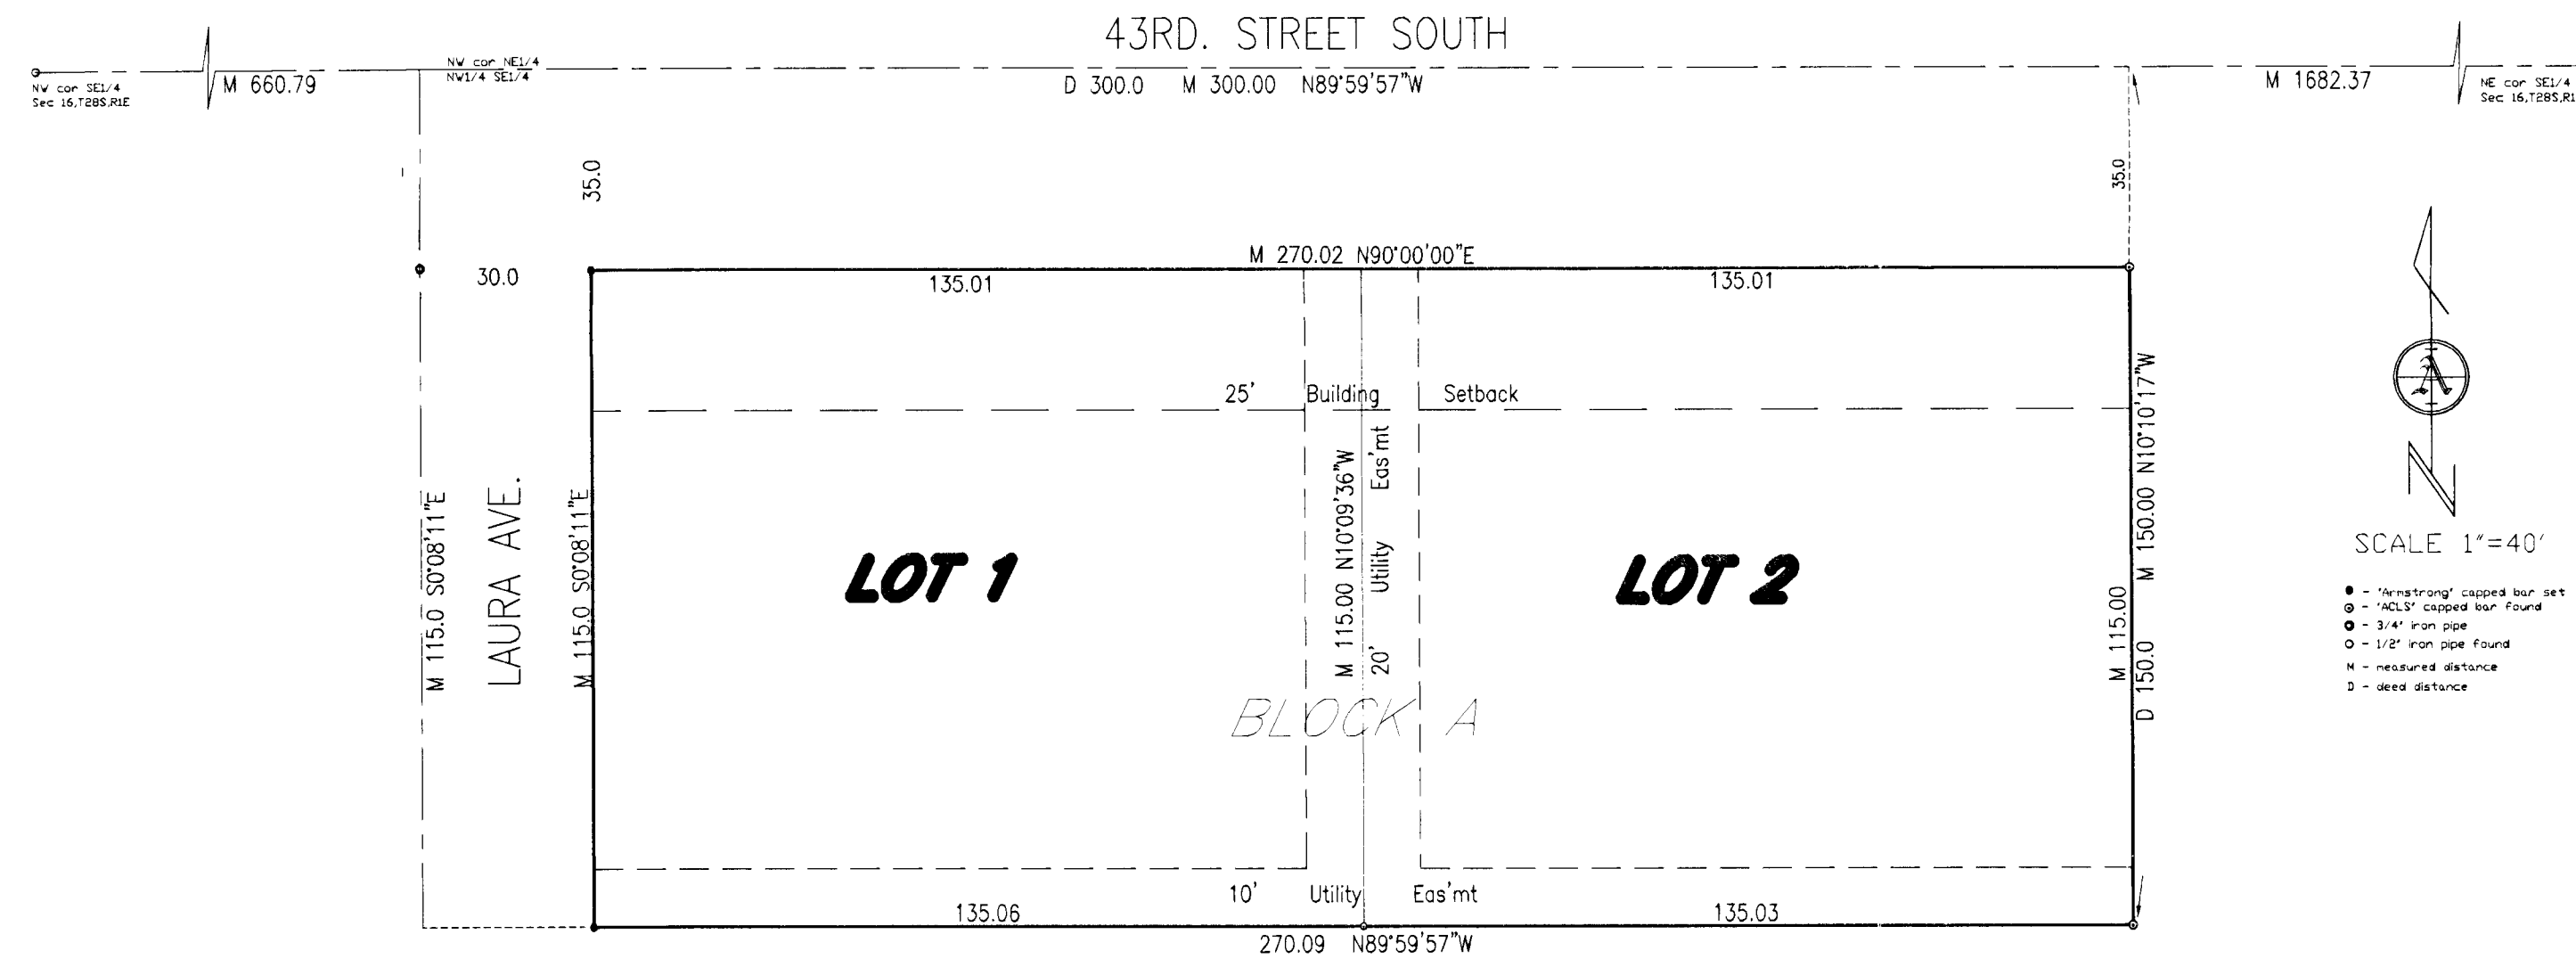 43RD. STREET SOUTH
NW cor SE1/4
Sec 16,T28S,R1E
M 660.79
NW cor NE1/4
NW1/4 SE1/4
D 300.0 M 300.00 N89°59'57"W
M 1682.37
NE cor SE1/4
Sec 16,T28S,R1
35.0
35.0
30.0
M 270.02 N90°00'00"E
135.01
135.01
25' Building Setback
M 115.0 S0°08'11"E
LAURA AVE.
M 115.0 S0°08'11"E
LOT 1
M 115.00 N10°09'36"W
20' Utility Eas'mt
LOT 2
M 115.00
D 150.0 M 150.00 N10°10'17"W
BLOCK A
10' Utility Eas'mt
135.06
135.03
270.09 N89°59'57"W
A
N
SCALE 1"=40'
- 'Armstrong' capped bar set
- 'ACLS' capped bar found
- 3/4" iron pipe
- 1/2" iron pipe found
M - measured distance
D - deed distance